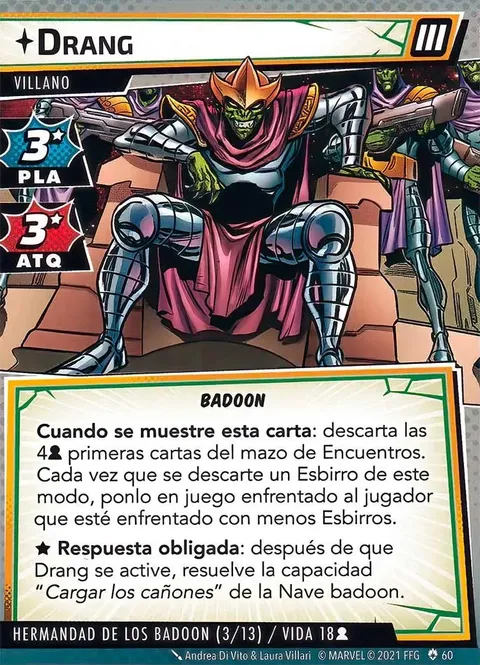 DRANG
III
VILLANO
3
PLA
3
ATQ
BADOON
Cuando se muestre esta carta: descarta las
4 primeras cartas del mazo de Encuentros.
Cada vez que se descarte un Esbirro de este
modo, ponlo en juego enfrentado al jugador
que esté enfrentado con menos Esbirros.
★ Respuesta obligada: después de que
Drang se active, resuelve la capacidad
“Cargar los cañones” de la Nave badoon.
HERMANDAD DE LOS BADOON (3/13) / VIDA 18
Andrea Di Vito & Laura Villari © MARVEL © 2021 FFG 60